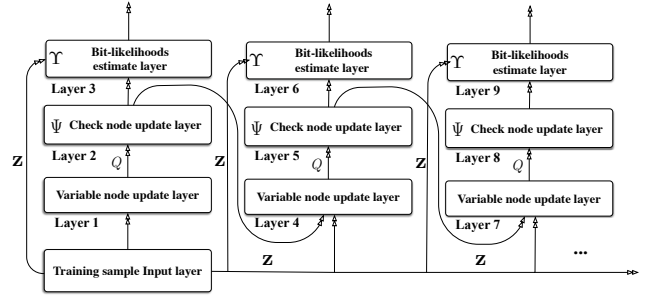 ϒ Bit-likelihoods
estimate layer
Layer 3
Ψ Check node update layer
Layer 2
Q
Variable node update layer
Layer 1
Training sample Input layer
Z
ϒ Bit-likelihoods
estimate layer
Layer 6
Ψ Check node update layer
Layer 5
Q
Variable node update layer
Layer 4
Z
Z
ϒ Bit-likelihoods
estimate layer
Layer 9
Ψ Check node update layer
Layer 8
Q
Variable node update layer
Layer 7
Z
Z
...